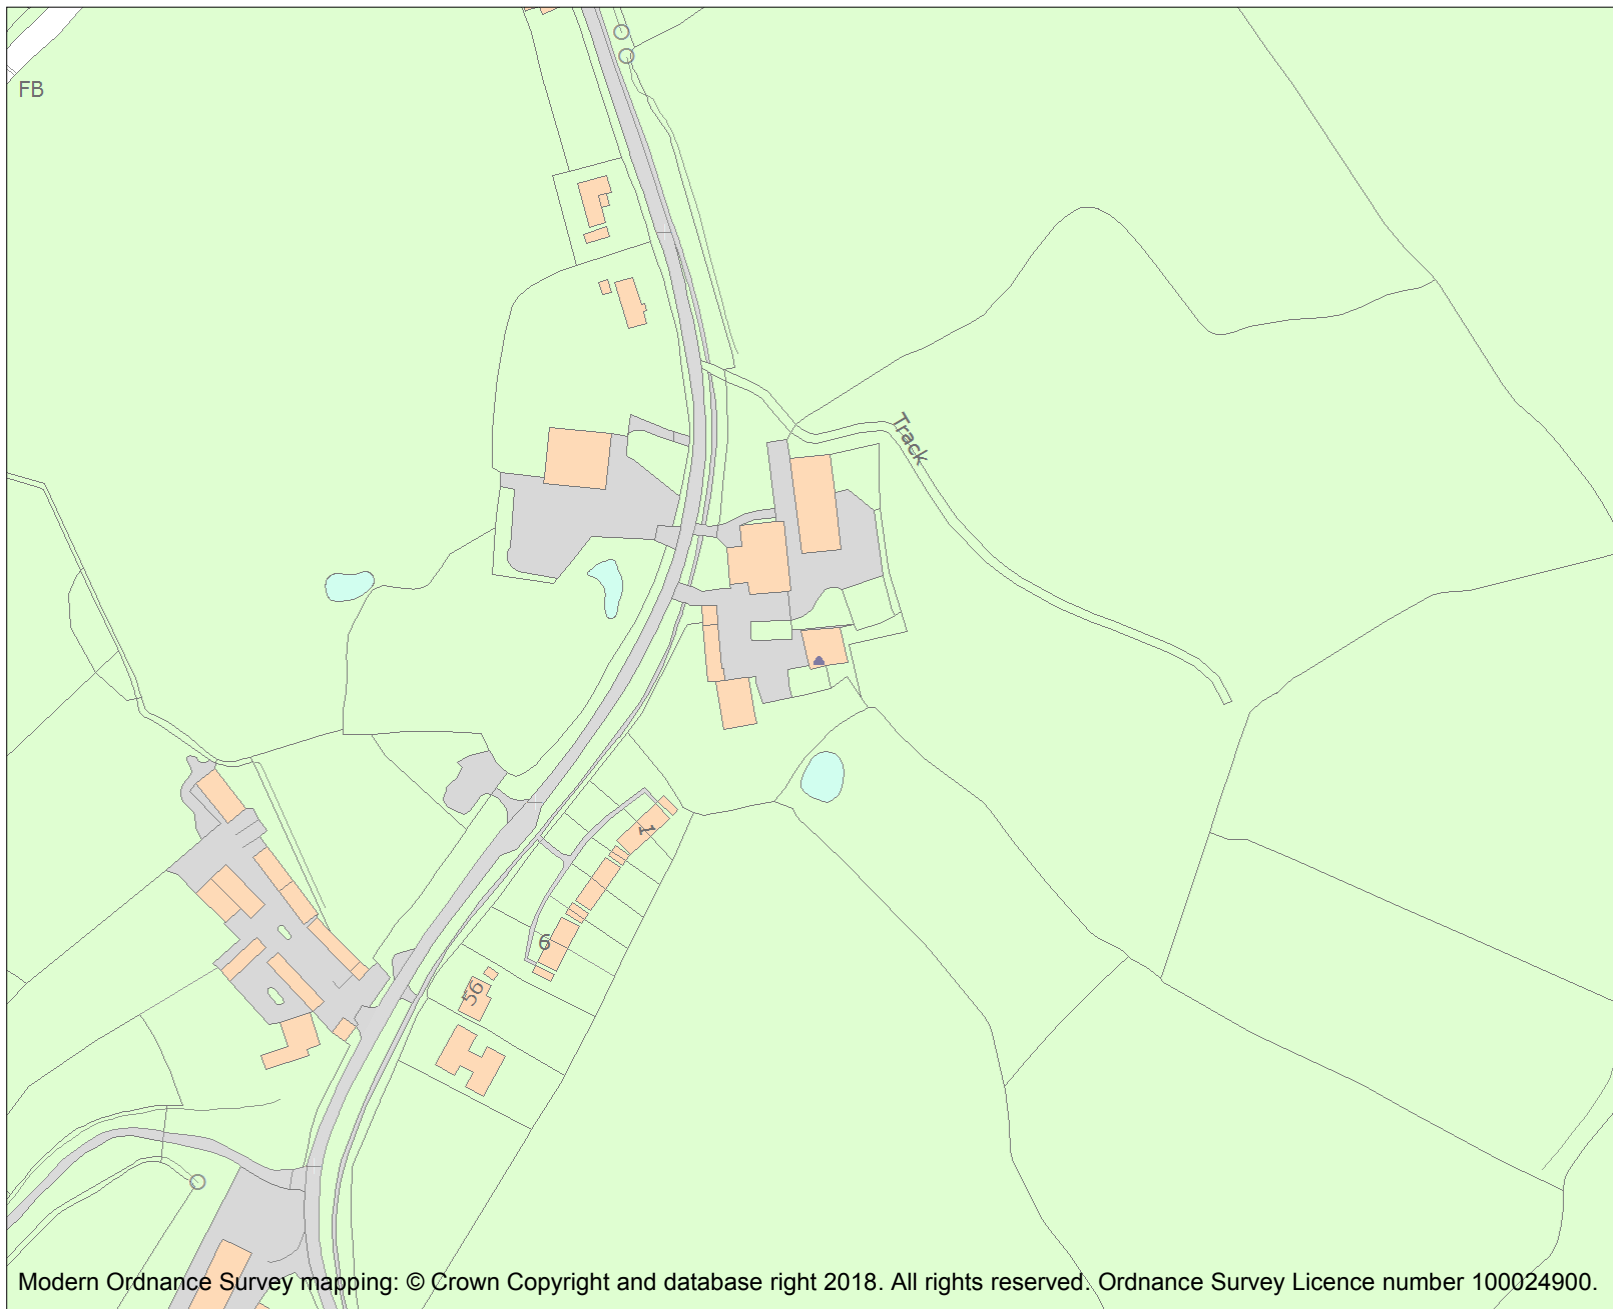 FB
Track
1
6
56
Modern Ordnance Survey mapping: © Crown Copyright and database right 2018. All rights reserved. Ordnance Survey Licence number 100024900.